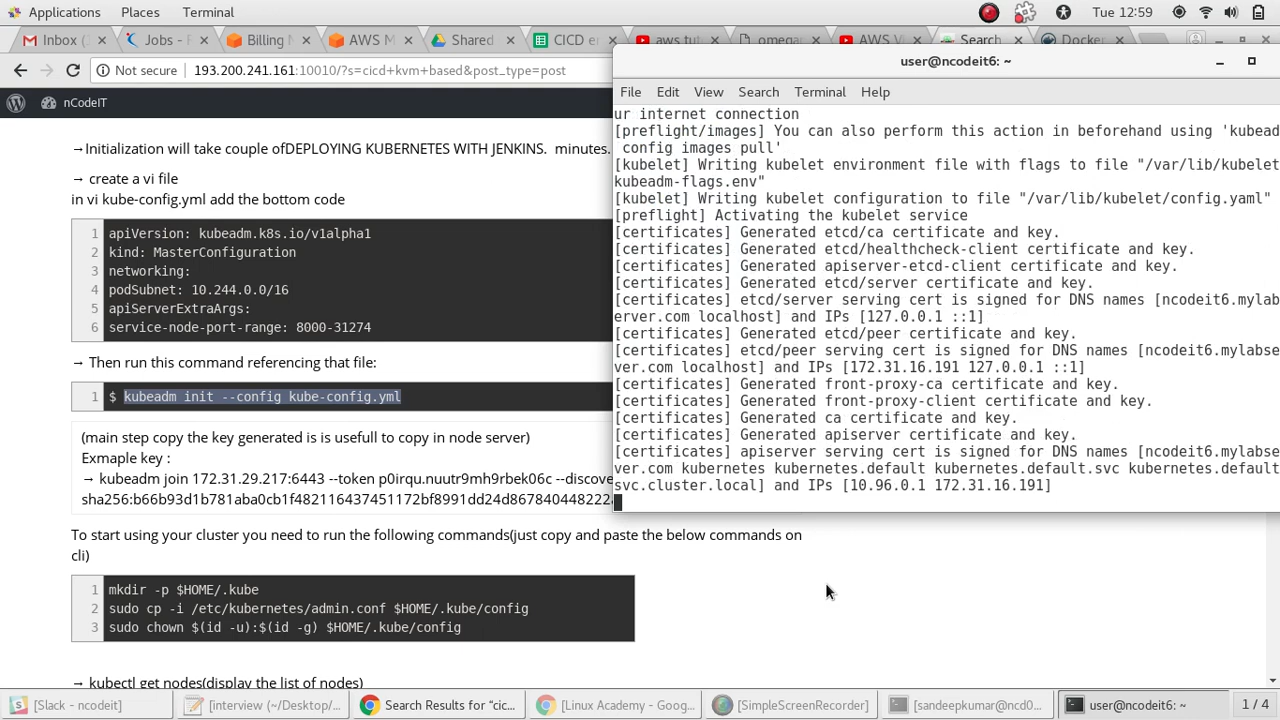 Applications Places Terminal Tue 12:59
Inbox (2 Jobs - R Billing M AWS M Shared CICD er aws tut omega AWS Vi Search Docker
Not secure 193.200.241.161:10010/?s=cicd+kvm+based&post_type=post
nCodeIT
→Initialization will take couple ofDEPLOYING KUBERNETES WITH JENKINS. minutes.
→ create a vi file
in vi kube-config.yml add the bottom code
1 apiVersion: kubeadm.k8s.io/v1alpha1
2 kind: MasterConfiguration
3 networking:
4 podSubnet: 10.244.0.0/16
5 apiServerExtraArgs:
6 service-node-port-range: 8000-31274
→ Then run this command referencing that file:
1 $ kubeadm init --config kube-config.yml
(main step copy the key generated is is usefull to copy in node server)
Exmaple key :
→ kubeadm join 172.31.29.217:6443 --token p0irqu.nuutr9mh9rbek06c --discove
sha256:b66b93d1b781aba0cb1f482116437451172bf8991dd24d867840448222
To start using your cluster you need to run the following commands(just copy and paste the below commands on
cli)
1 mkdir -p $HOME/.kube
2 sudo cp -i /etc/kubernetes/admin.conf $HOME/.kube/config
3 sudo chown $(id -u):$(id -g) $HOME/.kube/config
→ kubectl get nodes(display the list of nodes)
user@ncodeit6: ~
File Edit View Search Terminal Help
ur internet connection
[preflight/images] You can also perform this action in beforehand using 'kubead
config images pull'
[kubelet] Writing kubelet environment file with flags to file "/var/lib/kubelet
kubeadm-flags.env"
[kubelet] Writing kubelet configuration to file "/var/lib/kubelet/config.yaml"
[preflight] Activating the kubelet service
[certificates] Generated etcd/ca certificate and key.
[certificates] Generated etcd/healthcheck-client certificate and key.
[certificates] Generated apiserver-etcd-client certificate and key.
[certificates] Generated etcd/server certificate and key.
[certificates] etcd/server serving cert is signed for DNS names [ncodeit6.mylab
erver.com localhost] and IPs [127.0.0.1 ::1]
[certificates] Generated etcd/peer certificate and key.
[certificates] etcd/peer serving cert is signed for DNS names [ncodeit6.mylabse
ver.com localhost] and IPs [172.31.16.191 127.0.0.1 ::1]
[certificates] Generated front-proxy-ca certificate and key.
[certificates] Generated front-proxy-client certificate and key.
[certificates] Generated ca certificate and key.
[certificates] Generated apiserver certificate and key.
[certificates] apiserver serving cert is signed for DNS names [ncodeit6.mylabse
ver.com kubernetes kubernetes.default kubernetes.default.svc kubernetes.default
svc.cluster.local] and IPs [10.96.0.1 172.31.16.191]
[Slack - ncodeit] [interview (~/Desktop/... Search Results for “cic... [Linux Academy - Goog... [SimpleScreenRecorder] [sandeepkumar@ncd0... user@ncodeit6: ~ 1 / 4